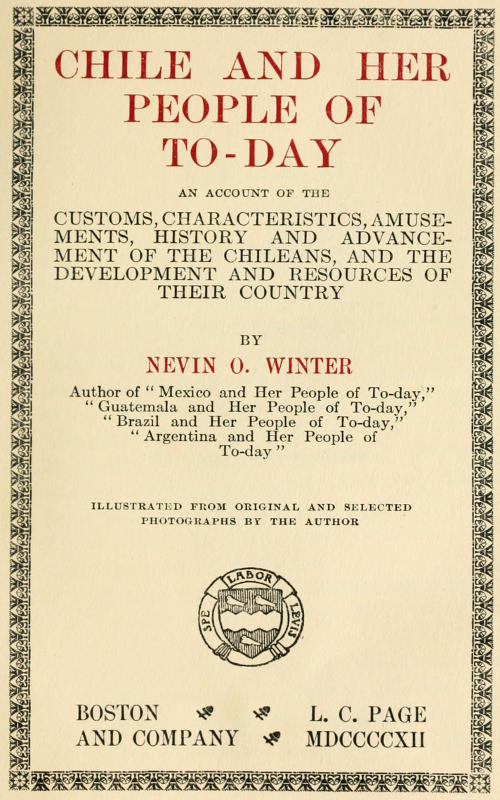 CHILE AND HER
PEOPLE OF
TO-DAY
AN ACCOUNT OF THE
CUSTOMS, CHARACTERISTICS, AMUSE-
MENTS, HISTORY AND ADVANCE-
MENT OF THE CHILEANS, AND THE
DEVELOPMENT AND RESOURCES OF
THEIR COUNTRY
BY
NEVIN O. WINTER
Author of “Mexico and Her People of To-day,”
“Guatemala and Her People of To-day,”
“Brazil and Her People of To-day,”
“Argentina and Her People of
To-day”
ILLUSTRATED FROM ORIGINAL AND SELECTED
PHOTOGRAPHS BY THE AUTHOR
SPE LABOR LEVIS
BOSTON L. C. PAGE
AND COMPANY MDCCCCXII